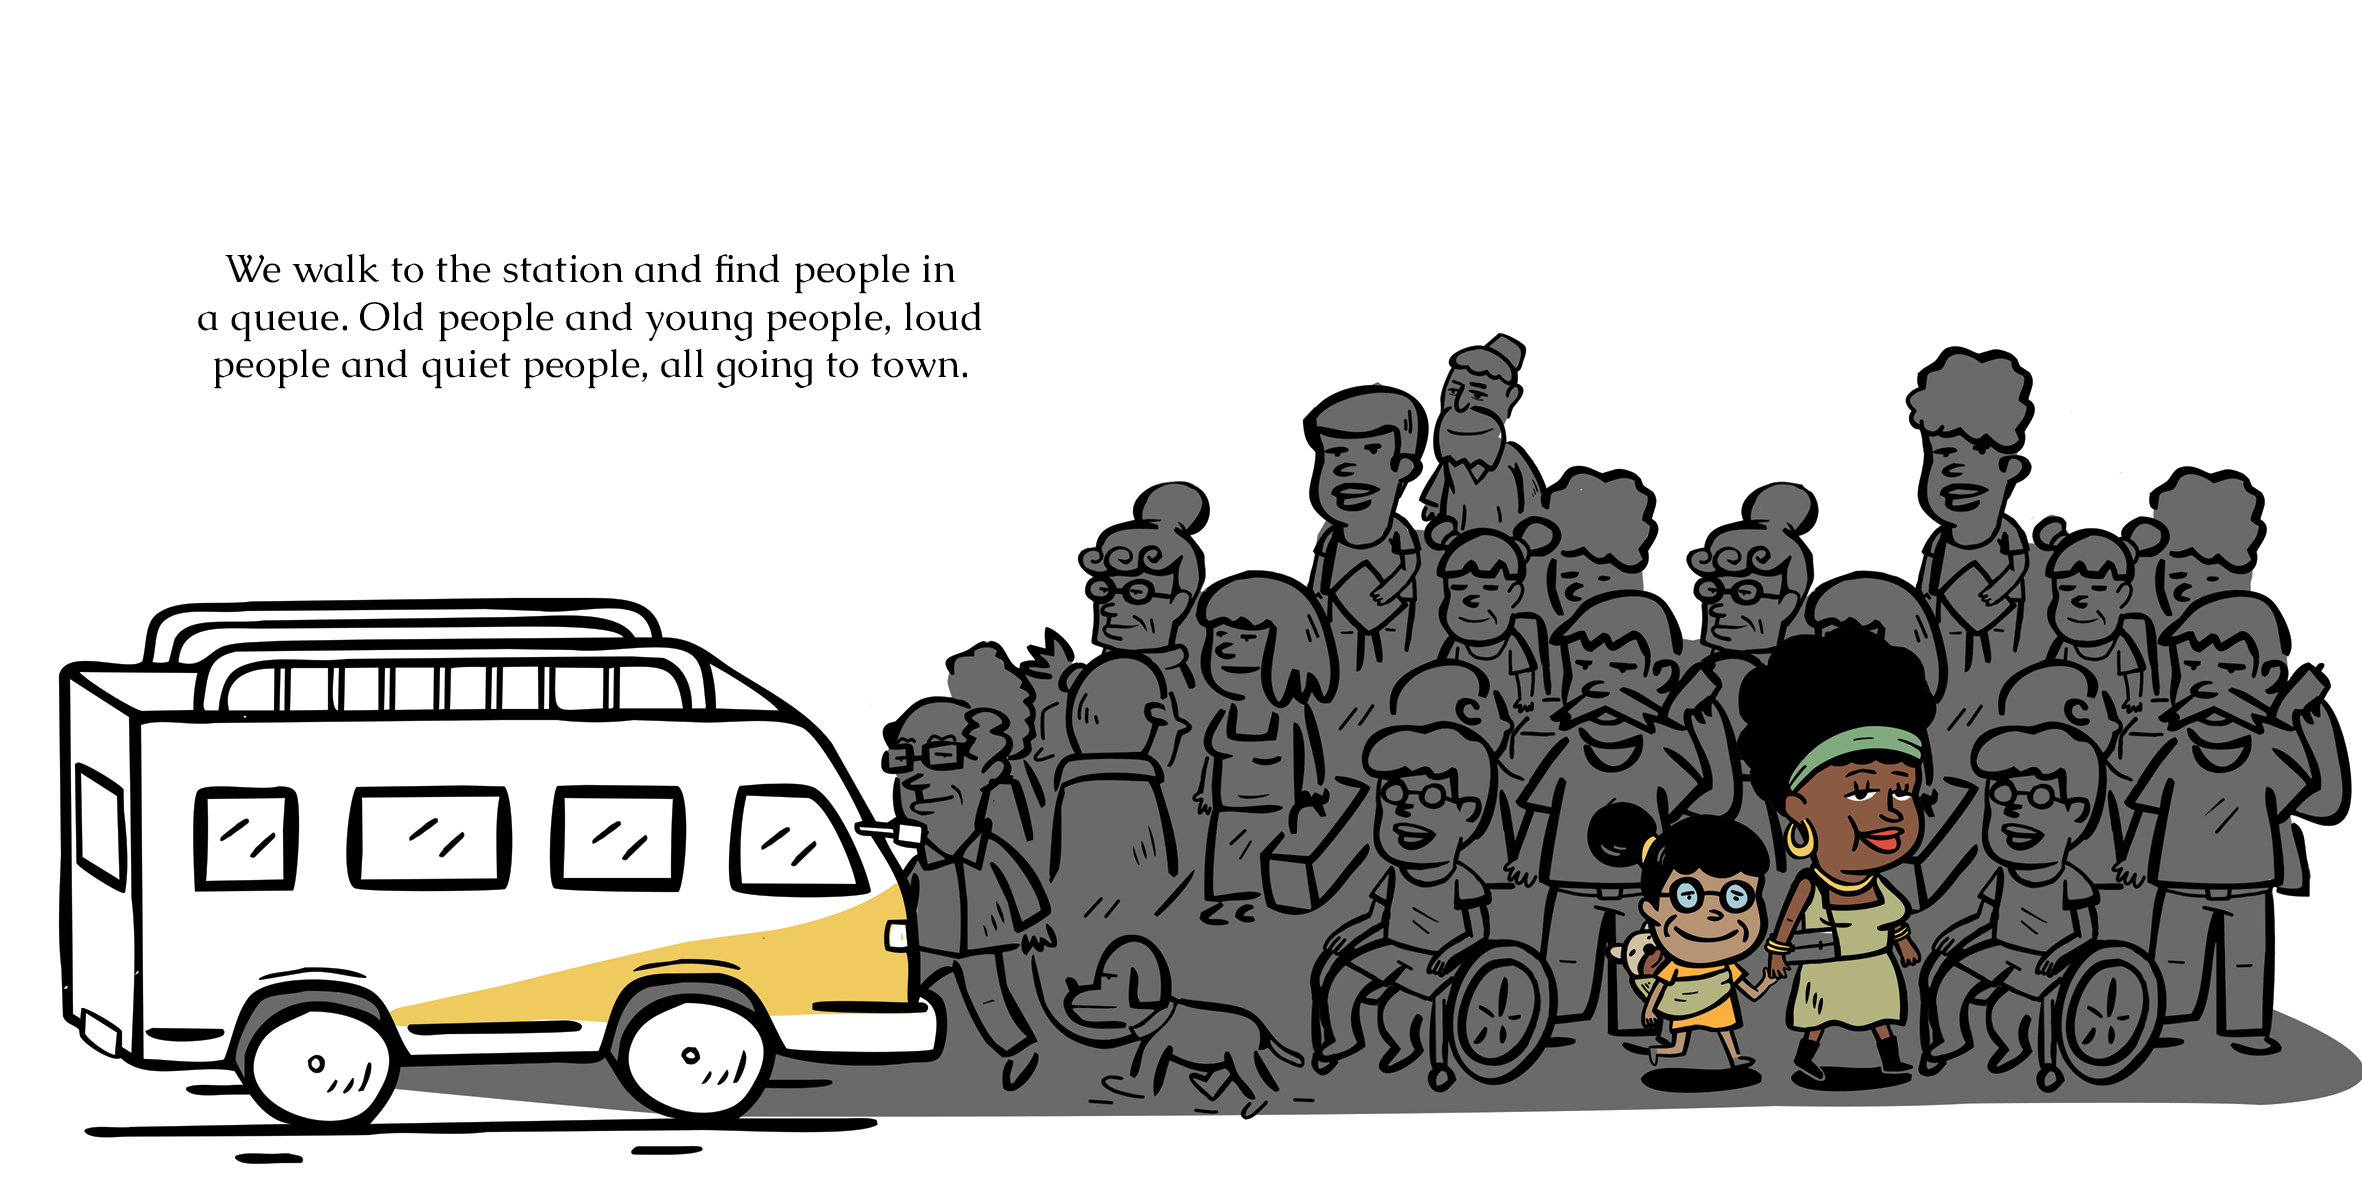 We walk to the station and find people in
a queue. Old people and young people, loud
people and quiet people, all going to town.